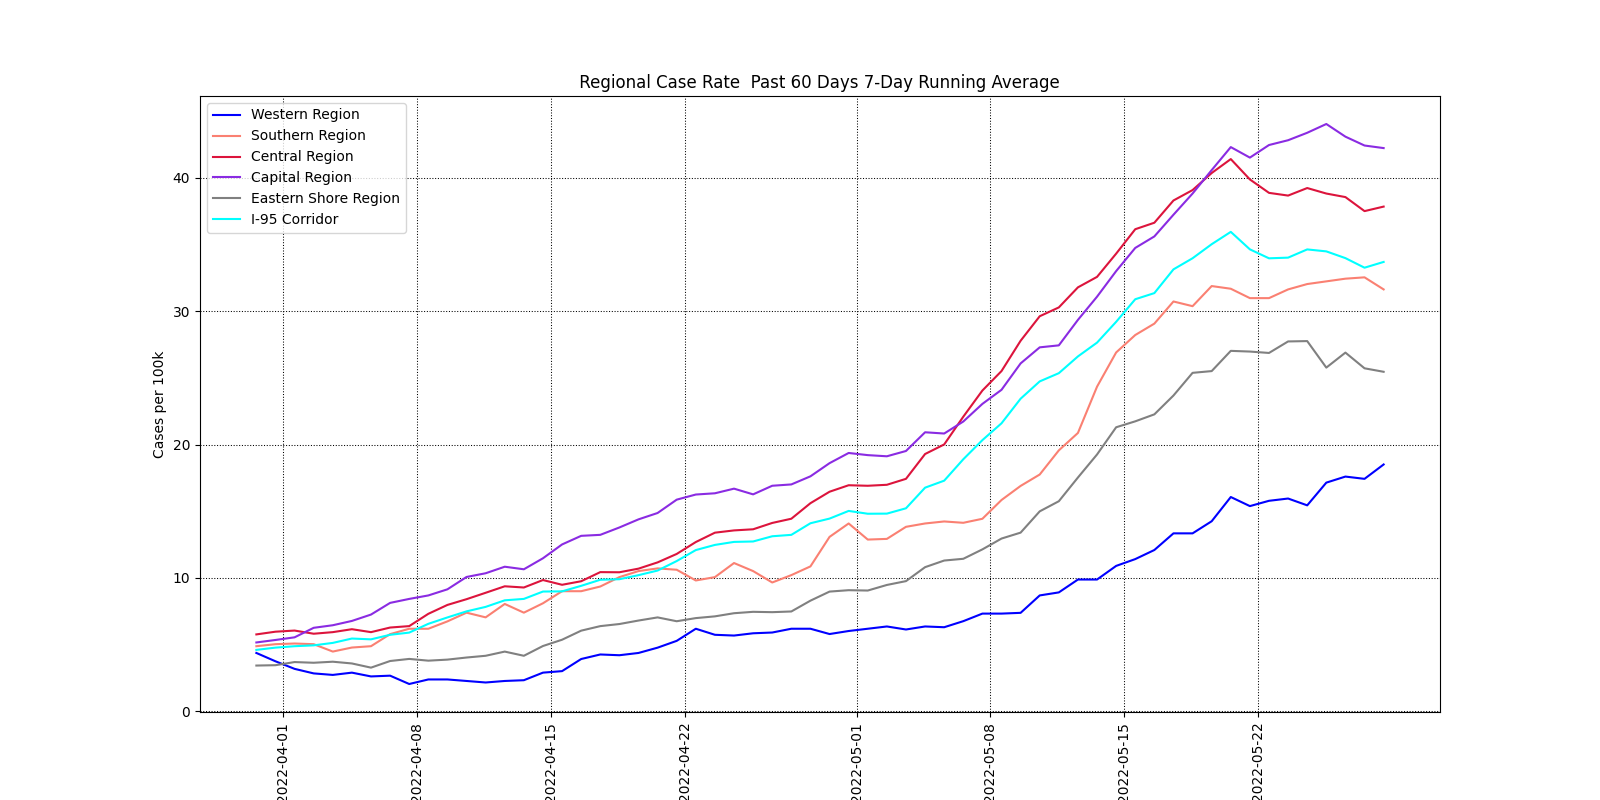 Regional Case Rate  Past 60 Days 7-Day Running Average
Western Region
Southern Region
Central Region
Capital Region
Eastern Shore Region
I-95 Corridor
Cases per 100k
40
30
20
10
0
2022-04-01
2022-04-08
2022-04-15
2022-04-22
2022-05-01
2022-05-08
2022-05-15
2022-05-22